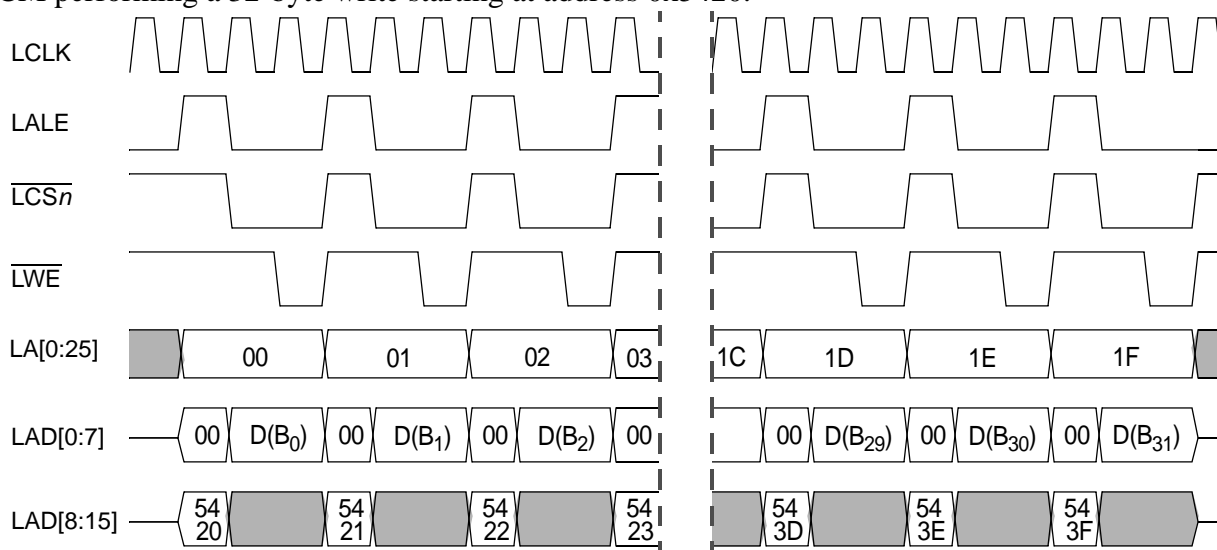 CM performing a 32-byte write starting at address 0x5420.
LCLK
LALE
LCSn
LWE
LA[0:25] 00 01 02 03 1C 1D 1E 1F
LAD[0:7] 00 D(B0) 00 D(B1) 00 D(B2) 00 00 D(B29) 00 D(B30) 00 D(B31)
LAD[8:15] 54 54 54 54 54 54 54
20 21 22 23 3D 3E 3F